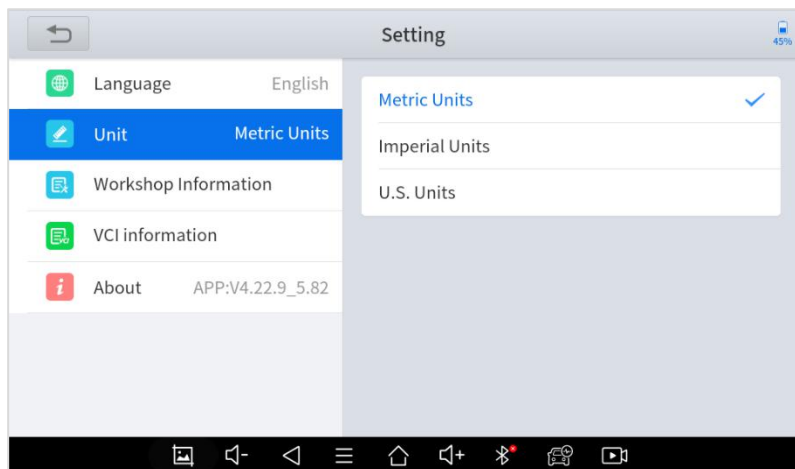 Setting
45%
Language English
Unit Metric Units
Workshop Information
VCI information
About APP:V4.22.9_5.82
Metric Units
Imperial Units
U.S. Units